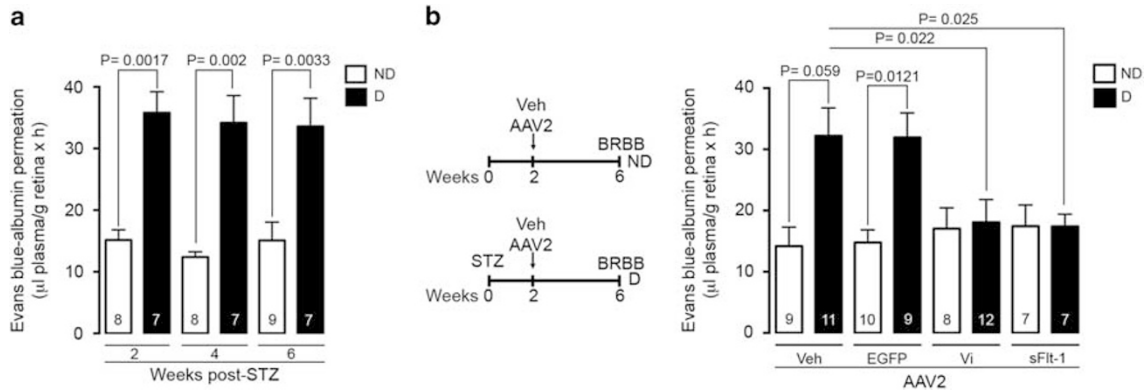 a
P= 0.0017 P= 0.002 P= 0.0033
ND
D
Evans blue-albumin permeation
(µl plasma/g retina x h)
40
30
20
10
0
8 7 8 7 9 7
2 4 6
Weeks post-STZ
b
Veh
AAV2
BRBB
ND
Weeks 0 2 6
Veh
AAV2
STZ
BRBB
D
Weeks 0 2 6
P= 0.025
P= 0.022
P= 0.059 P=0.0121
ND
D
Evans blue-albumin permeation
(µl plasma/g retina x h)
40
30
20
10
0
9 11 10 9 8 12 7 7
Veh EGFP Vi sFlt-1
AAV2